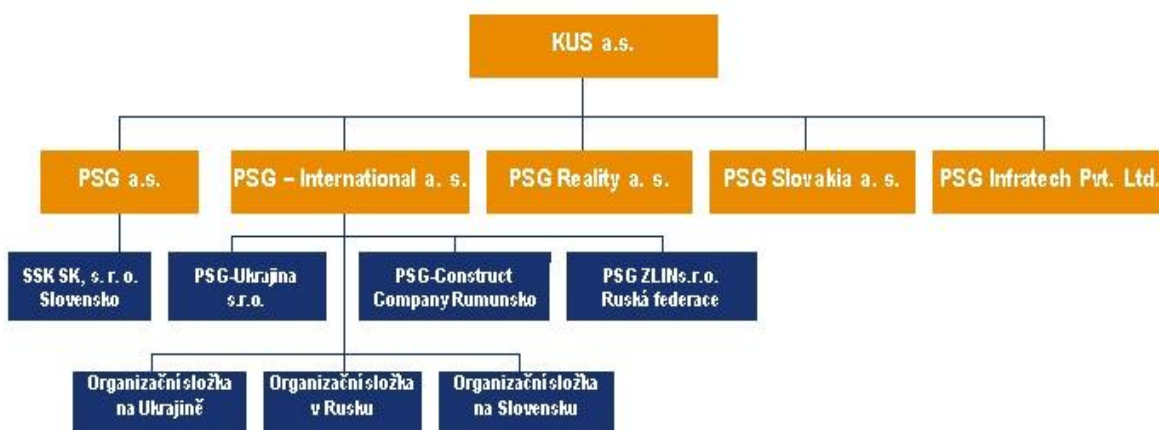 KUS a.s.
PSG a.s.
PSG – International a. s.
PSG Reality a. s.
PSG Slovakia a. s.
PSG Infratech Pvt. Ltd.
SSK SK, s. r. o.
Slovensko
PSG-Ukrajina
s.r.o.
PSG-Construct
Company Rumunsko
PSG ZLINs.r.o.
Ruská federace
Organizační složka
na Ukrajině
Organizační složka
v Rusku
Organizační složka
na Slovensku